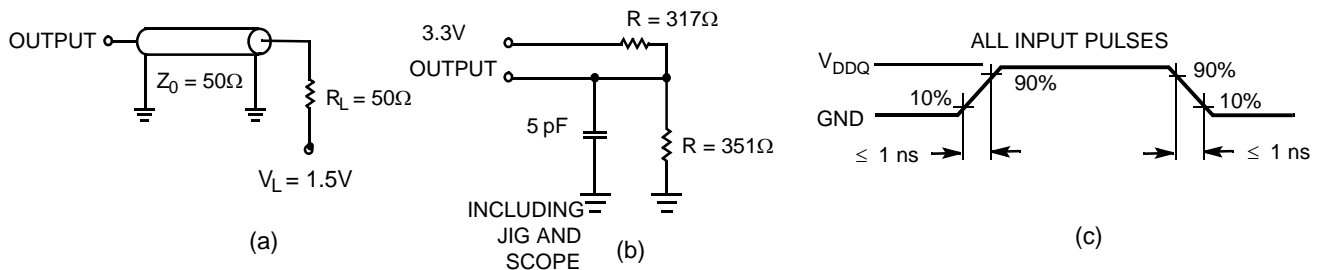 OUTPUT
Z0 = 50Ω
RL = 50Ω
VL = 1.5V
(a)
R = 317Ω
3.3V
OUTPUT
5 pF
R = 351Ω
INCLUDING
JIG AND
SCOPE
(b)
ALL INPUT PULSES
VDDQ
90%
90%
10%
10%
GND
≤ 1 ns
≤ 1 ns
(c)